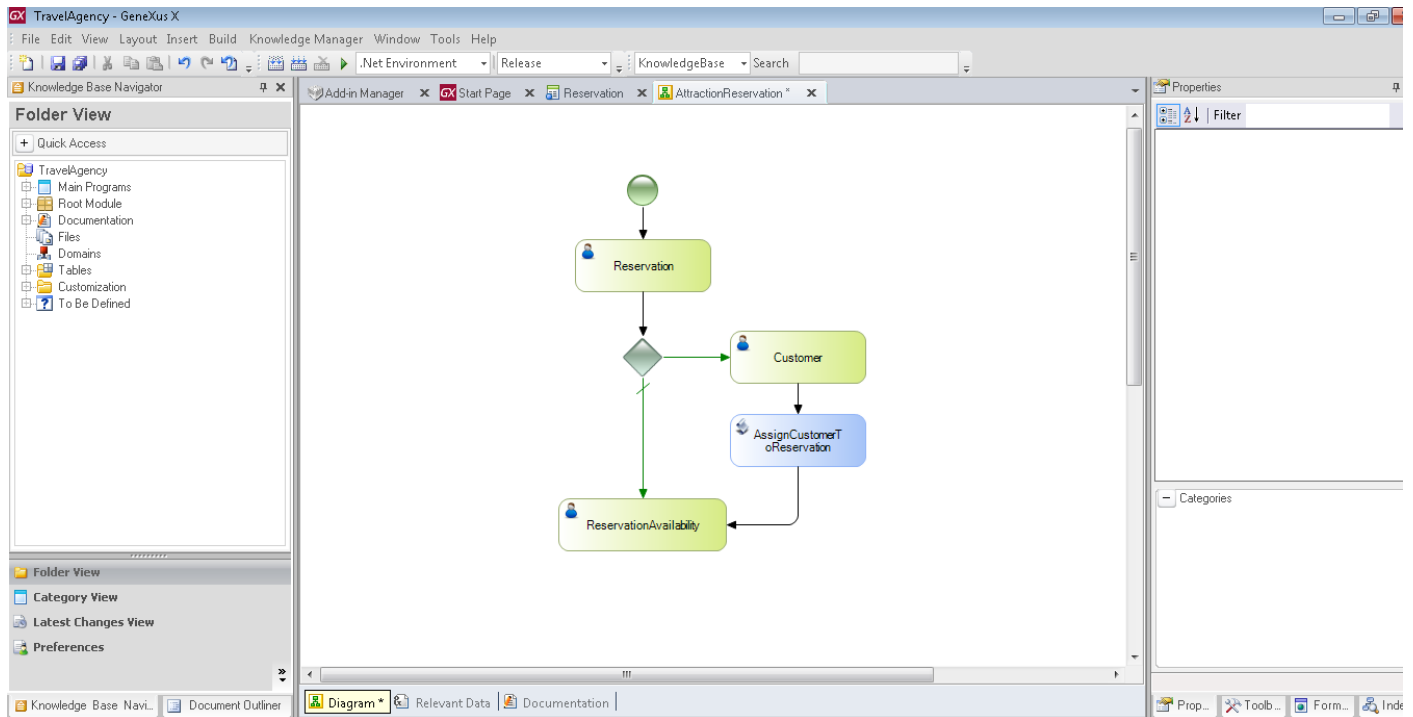 GX TravelAgency - GeneXus X
File Edit View Layout Insert Build Knowledge Manager Window Tools Help
.Net Environment Release KnowledgeBase Search
Knowledge Base Navigator
Folder View
+ Quick Access
TravelAgency
Main Programs
Root Module
Documentation
Files
Domains
Tables
Customization
To Be Defined
Folder View
Category View
Latest Changes View
Preferences
Knowledge Base Navi... Document Outliner
Add-in Manager GX Start Page Reservation AttractionReservation *
Reservation
Customer
AssignCustomerT
oReservation
ReservationAvailability
Diagram * Relevant Data Documentation
Properties
Filter
Categories
Prop... Toolb... Form... Inde